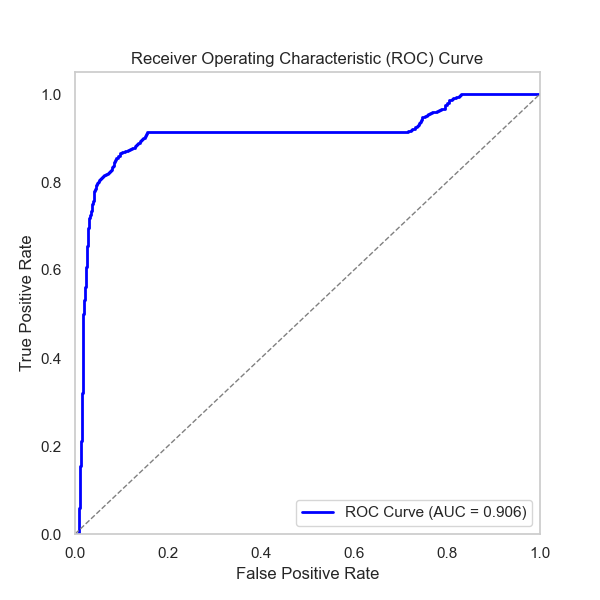 Receiver Operating Characteristic (ROC) Curve
1.0
0.8
0.6
0.4
0.2
0.0
True Positive Rate
ROC Curve (AUC = 0.906)
0.0 0.2 0.4 0.6 0.8 1.0
False Positive Rate